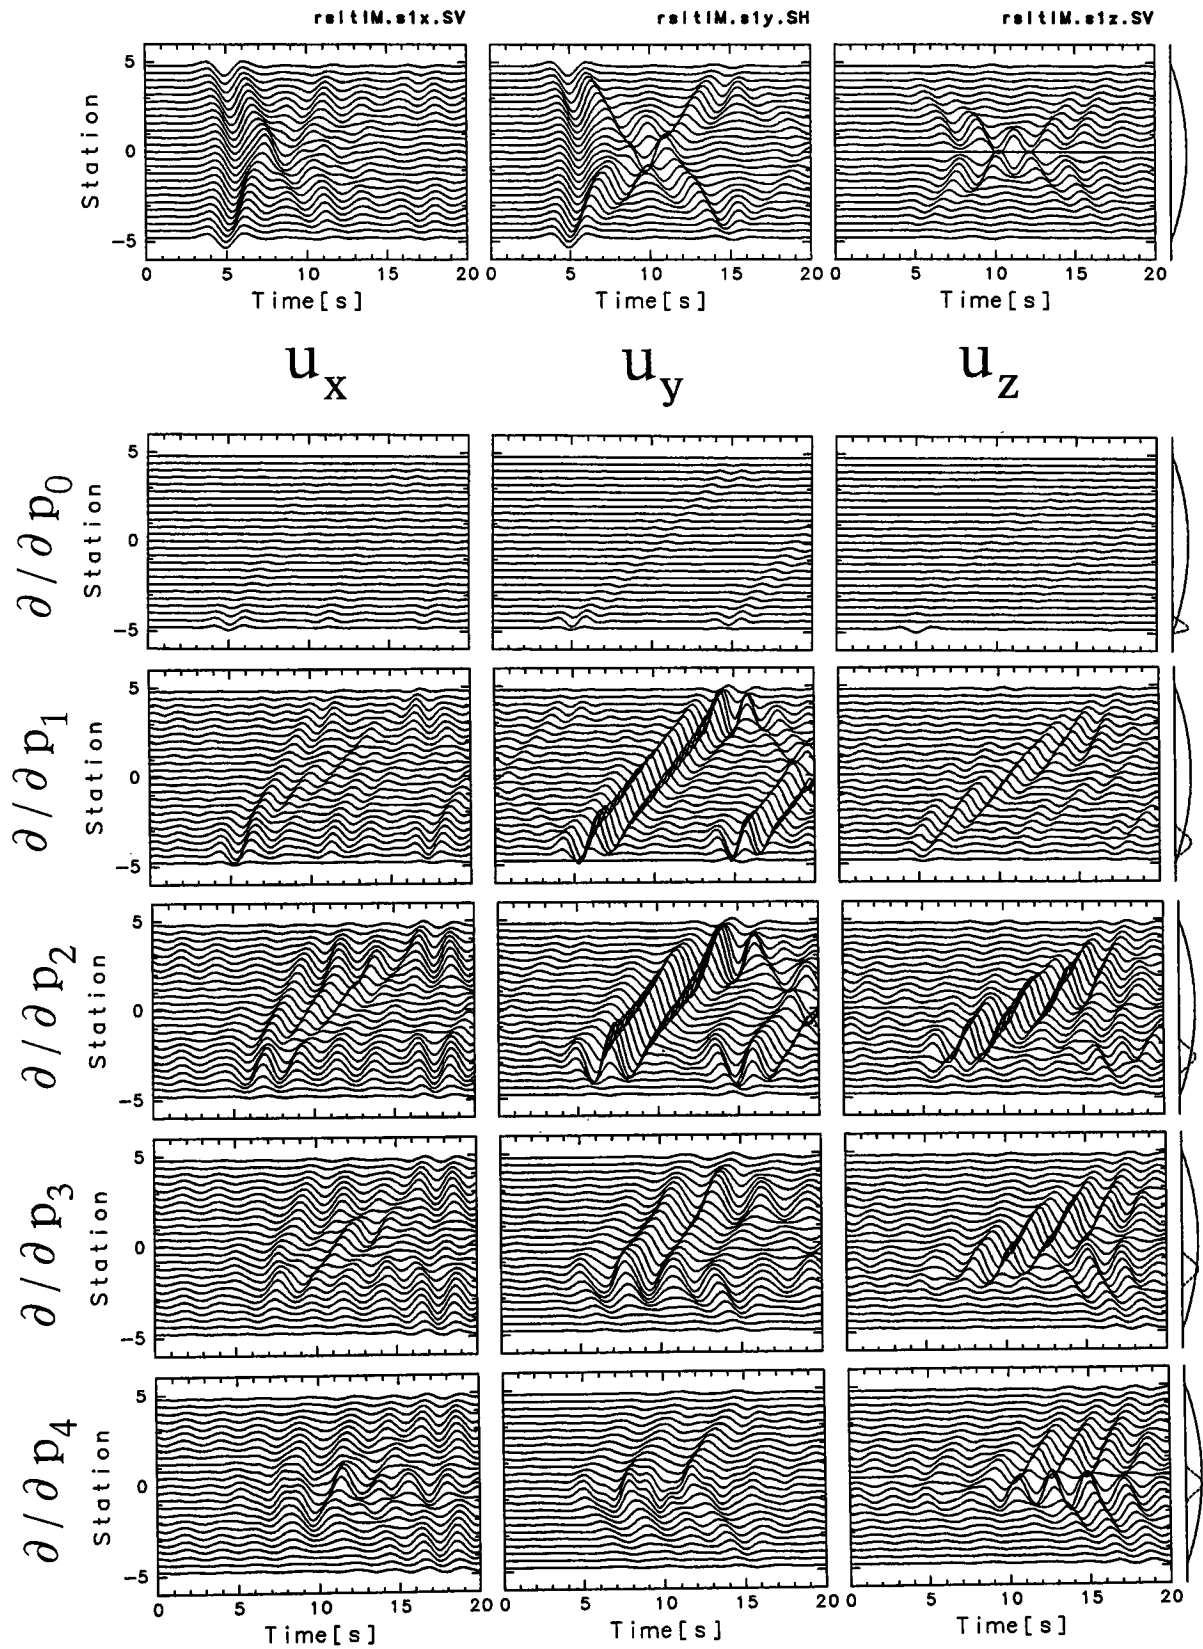 rsltIM.s1x.SV
rsltIM.s1y.SH
rsltIM.s1z.SV
Station
5
0
-5
0 5 10 15 20
0 5 10 15 20
0 5 10 15 20
Time[s]
Time[s]
Time[s]
u_x
u_y
u_z
∂/∂p_0
Station
5
0
-5
∂/∂p_1
Station
5
0
-5
∂/∂p_2
Station
5
0
-5
∂/∂p_3
Station
5
0
-5
∂/∂p_4
Station
5
0
-5
0 5 10 15 20
0 5 10 15 20
0 5 10 15 20
Time[s]
Time[s]
Time[s]